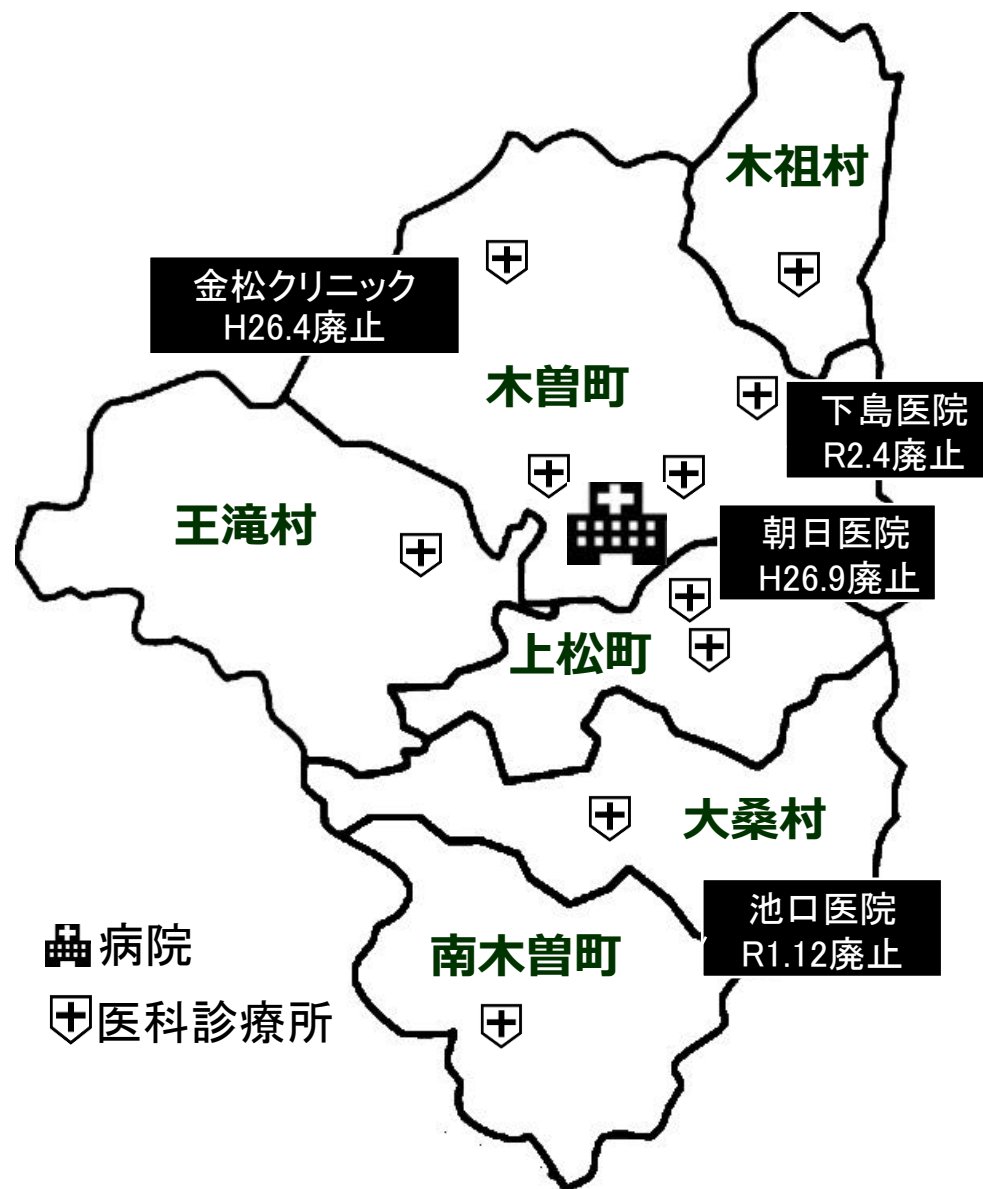 木祖村
金松クリニック
H26.4廃止
木曽町
下島医院
R2.4廃止
王滝村
朝日医院
H26.9廃止
上松町
大桑村
池口医院
R1.12廃止
南木曽町
病院
医科診療所